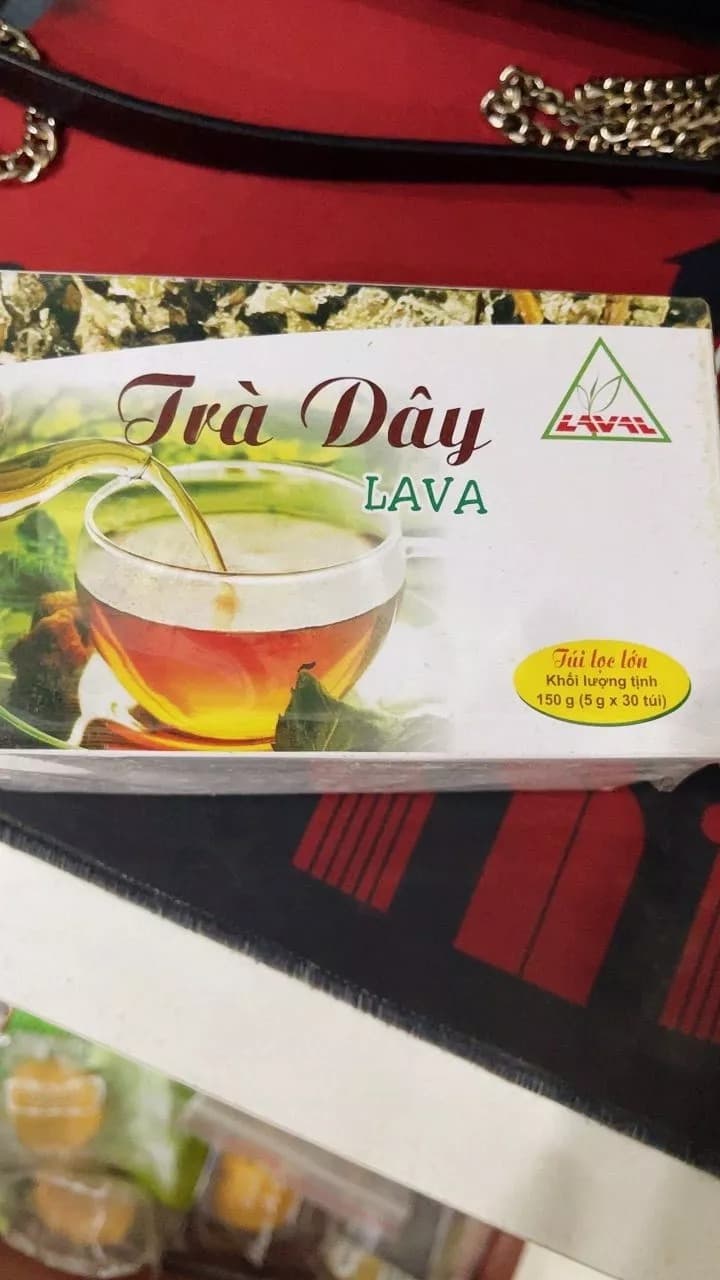 Trà Dây
LAVA
LAVAL
Túi lọc lớn
Khối lượng tịnh
150 g (5 g x 30 túi)